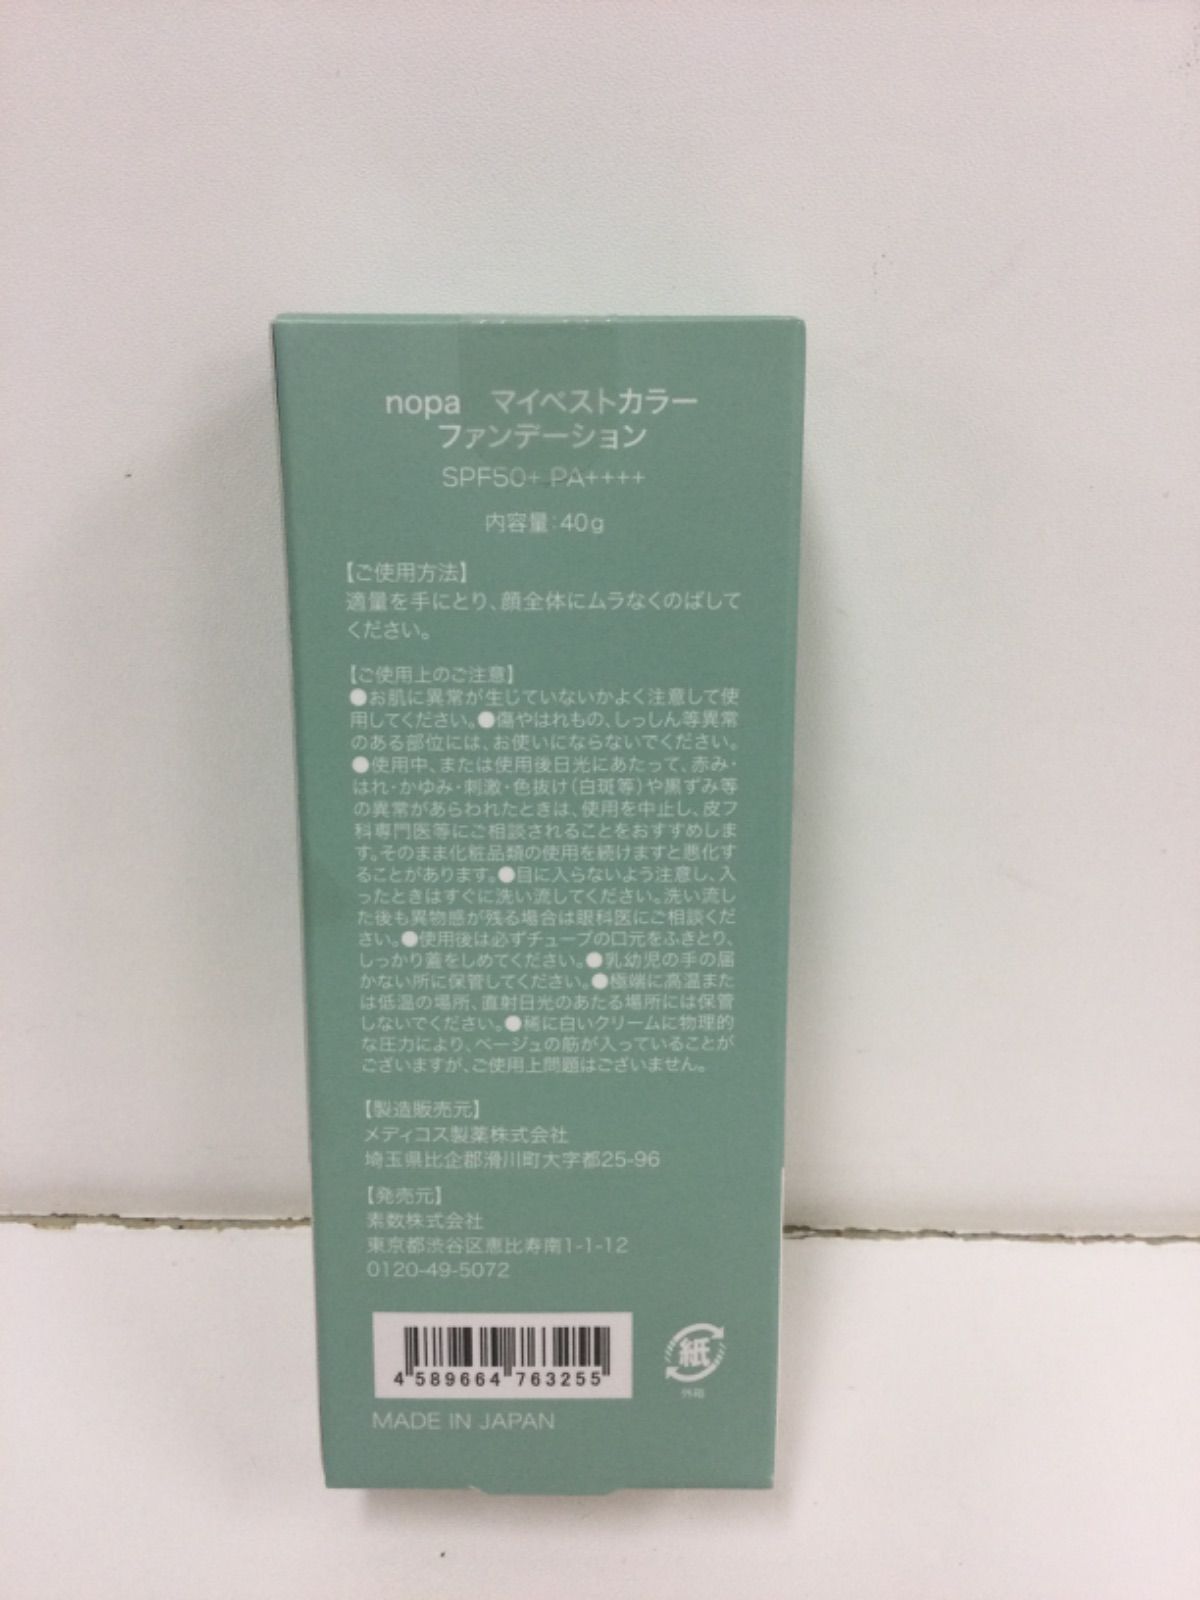 nopa マイベストカラー
ファンデーション
SPF50+ PA++++
内容量:40g
【ご使用方法】
適量を手にとり、顔全体にムラなくのばして
ください。
【ご使用上のご注意】
●お肌に異常が生じていないかよく注意して使
用してください。●傷やはれもの、しっしん等異常
のある部位には、お使いにならないでください。
●使用中、または使用後日光にあたって、赤み・
はれ・かゆみ・刺激・色抜け(白斑等)や黒ずみ等
の異常があらわれたときは、使用を中止し、皮フ
科専門医等にご相談されることをおすすめしま
す。そのまま化粧品類の使用を続けますと悪化す
ることがあります。●目に入らないよう注意し、入
ったときはすぐに洗い流してください。洗い流し
た後も異物感が残る場合は眼科医にご相談くだ
さい。●使用後は必ずチューブの口元をふきとり、
しっかり蓋をしめてください。●乳幼児の手の届
かない所に保管してください。●極端に高温また
は低温の場所、直射日光のあたる場所には保管
しないでください。●稀に白いクリームに物理的
な圧力により、ベージュの筋が入っていることが
ございますが、ご使用上問題はございません。
【製造販売元】
メディコス製薬株式会社
埼玉県比企郡滑川町大字都25-96
【発売元】
素数株式会社
東京都渋谷区恵比寿南1-1-12
0120-49-5072
4 589664 763255
紙
外箱
MADE IN JAPAN